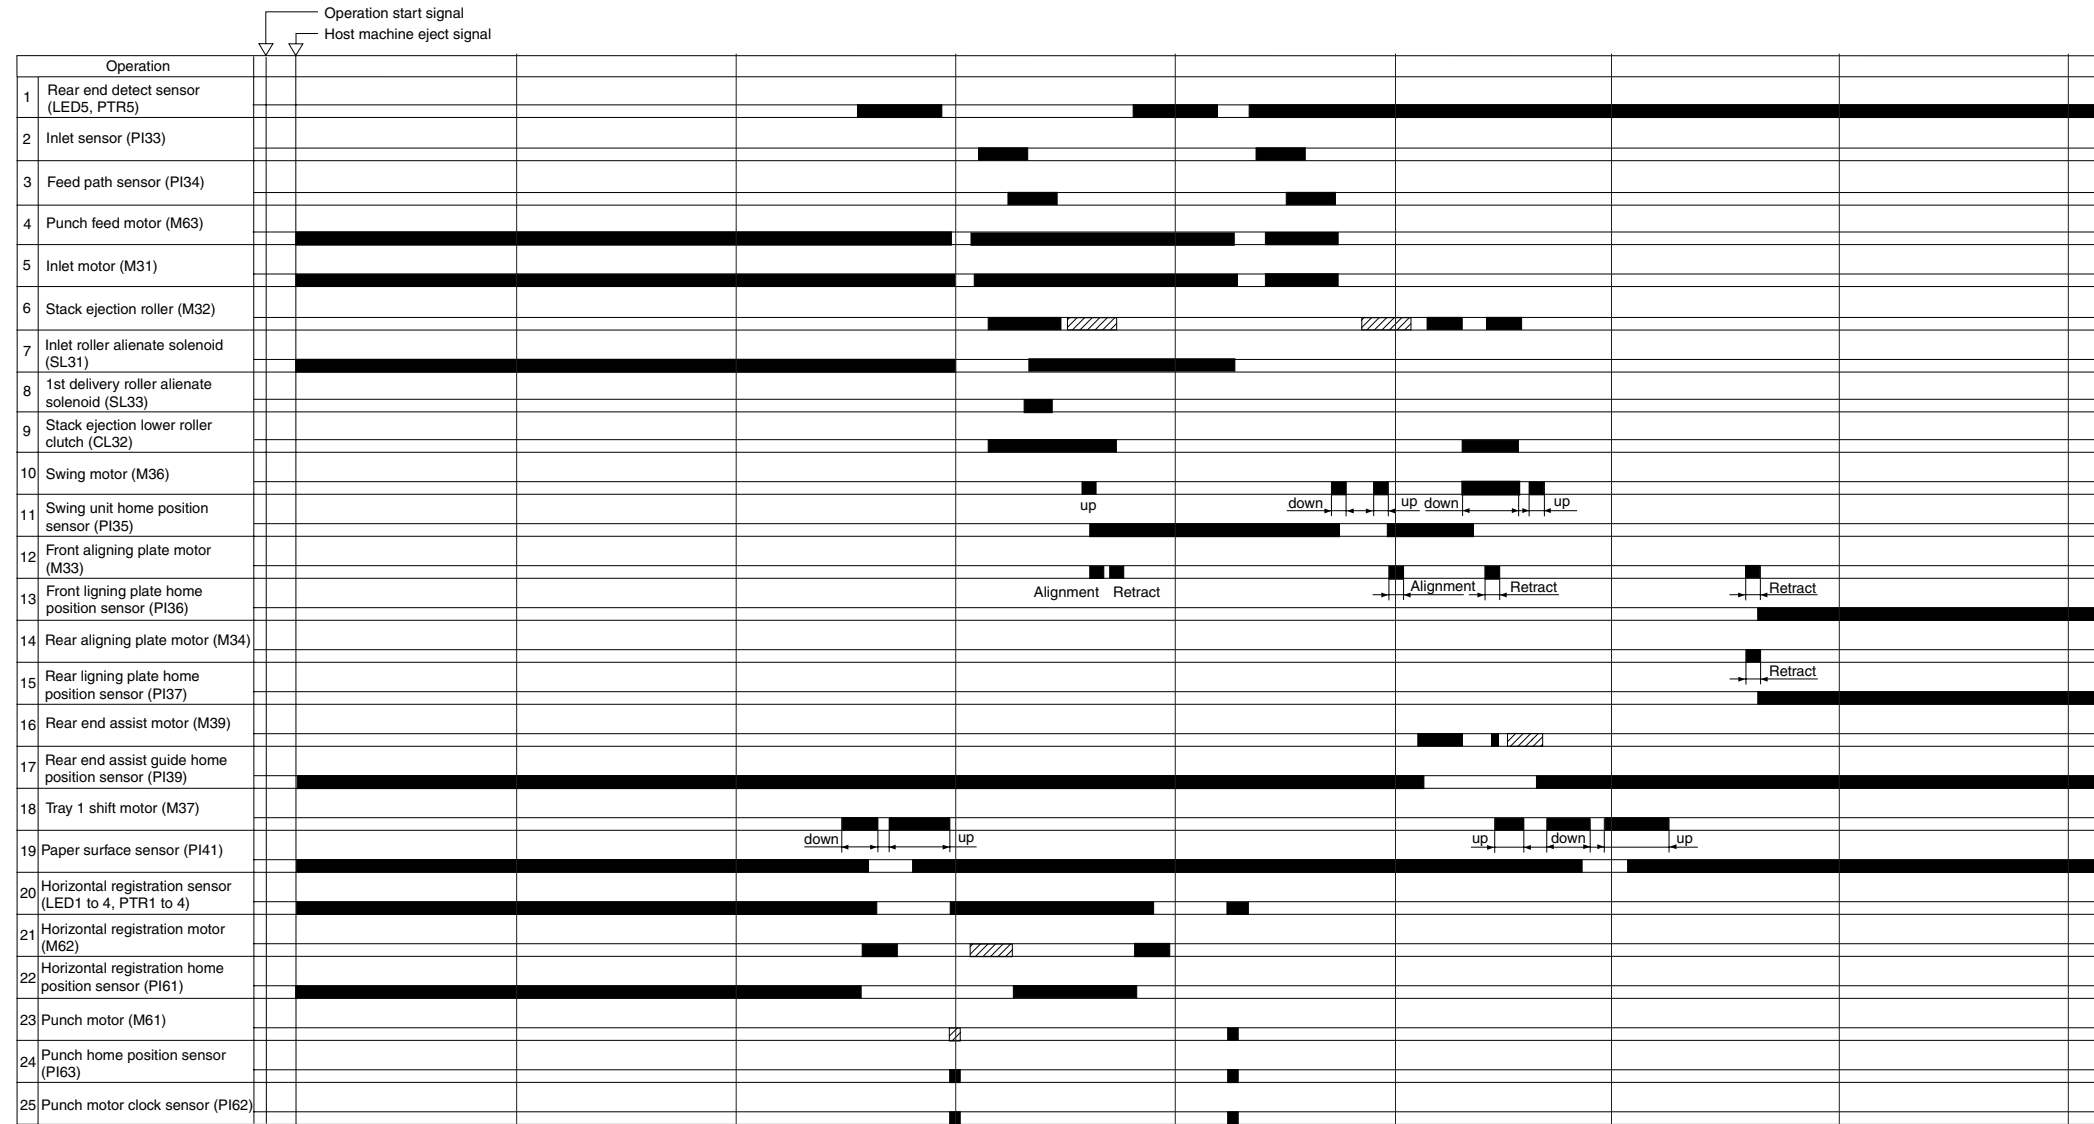 Operation start signal
Host machine eject signal
Operation
1
Rear end detect sensor
(LED5, PTR5)
2
Inlet sensor (PI33)
3
Feed path sensor (PI34)
4
Punch feed motor (M63)
5
Inlet motor (M31)
6
Stack ejection roller (M32)
7
Inlet roller alienate solenoid
(SL31)
8
1st delivery roller alienate
solenoid (SL33)
9
Stack ejection lower roller
clutch (CL32)
10
Swing motor (M36)
up
down
up
down
up
11
Swing unit home position
sensor (PI35)
12
Front aligning plate motor
(M33)
Alignment
Retract
Alignment
Retract
Retract
13
Front ligning plate home
position sensor (PI36)
14
Rear aligning plate motor (M34)
Retract
15
Rear ligning plate home
position sensor (PI37)
16
Rear end assist motor (M39)
17
Rear end assist guide home
position sensor (PI39)
18
Tray 1 shift motor (M37)
down
up
up
down
up
19
Paper surface sensor (PI41)
20
Horizontal registration sensor
(LED1 to 4, PTR1 to 4)
21
Horizontal registration motor
(M62)
22
Horizontal registration home
position sensor (PI61)
23
Punch motor (M61)
24
Punch home position sensor
(PI63)
25
Punch motor clock sensor (PI62)